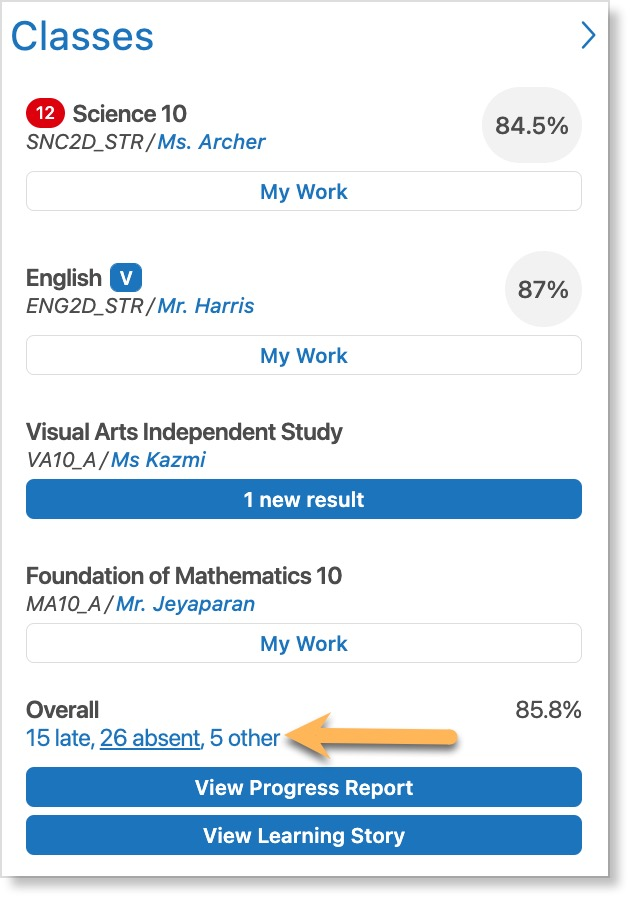 Classes
12 Science 10
84.5%
SNC2D_STR / Ms. Archer
My Work
English V
87%
ENG2D_STR / Mr. Harris
My Work
Visual Arts Independent Study
VA10_A / Ms Kazmi
1 new result
Foundation of Mathematics 10
MA10_A / Mr. Jeyaparan
My Work
Overall 85.8%
15 late, 26 absent, 5 other
View Progress Report
View Learning Story